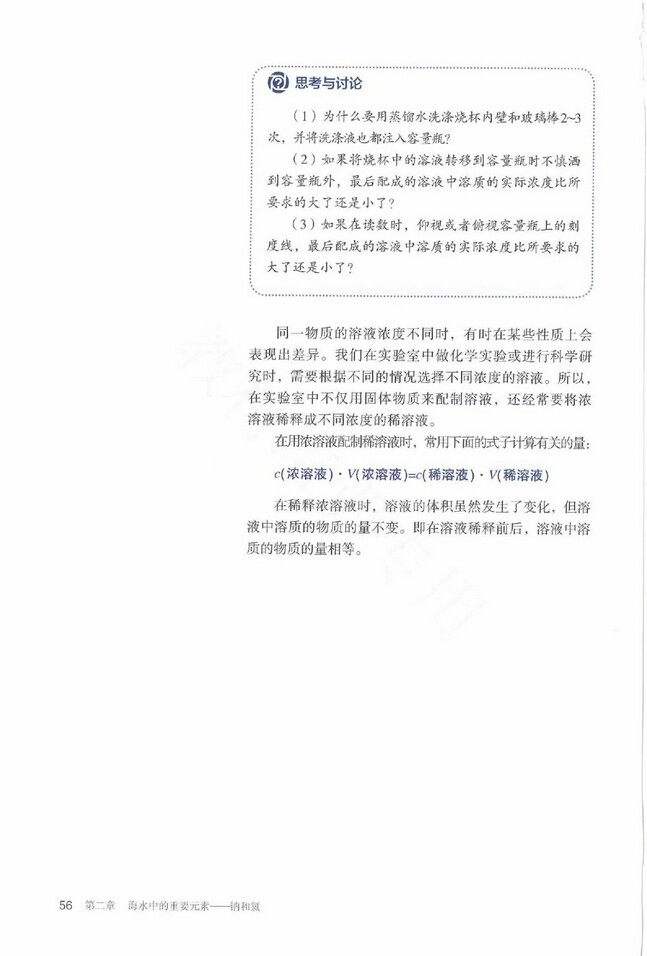 思考与讨论
（1）为什么要用蒸馏水洗涤烧杯内壁和玻璃棒2~3
次，并将洗涤液也都注入容量瓶？
（2）如果将烧杯中的溶液转移到容量瓶时不慎洒
到容量瓶外，最后配成的溶液中溶质的实际浓度比所
要求的大了还是小了？
（3）如果在读数时，仰视或者俯视容量瓶上的刻
度线，最后配成的溶液中溶质的实际浓度比所要求的
大了还是小了？
同一物质的溶液浓度不同时，有时在某些性质上会
表现出差异。我们在实验室中做化学实验或进行科学研
究时，需要根据不同的情况选择不同浓度的溶液。所以，
在实验室中不仅用固体物质来配制溶液，还经常要将浓
溶液稀释成不同浓度的稀溶液。
在用浓溶液配制稀溶液时，常用下面的式子计算有关的量：
c(浓溶液)·V(浓溶液)=c(稀溶液)·V(稀溶液)
在稀释浓溶液时，溶液的体积虽然发生了变化，但溶
液中溶质的物质的量不变。即在溶液稀释前后，溶液中溶
质的物质的量相等。
56 第二章 海水中的重要元素——钠和氯